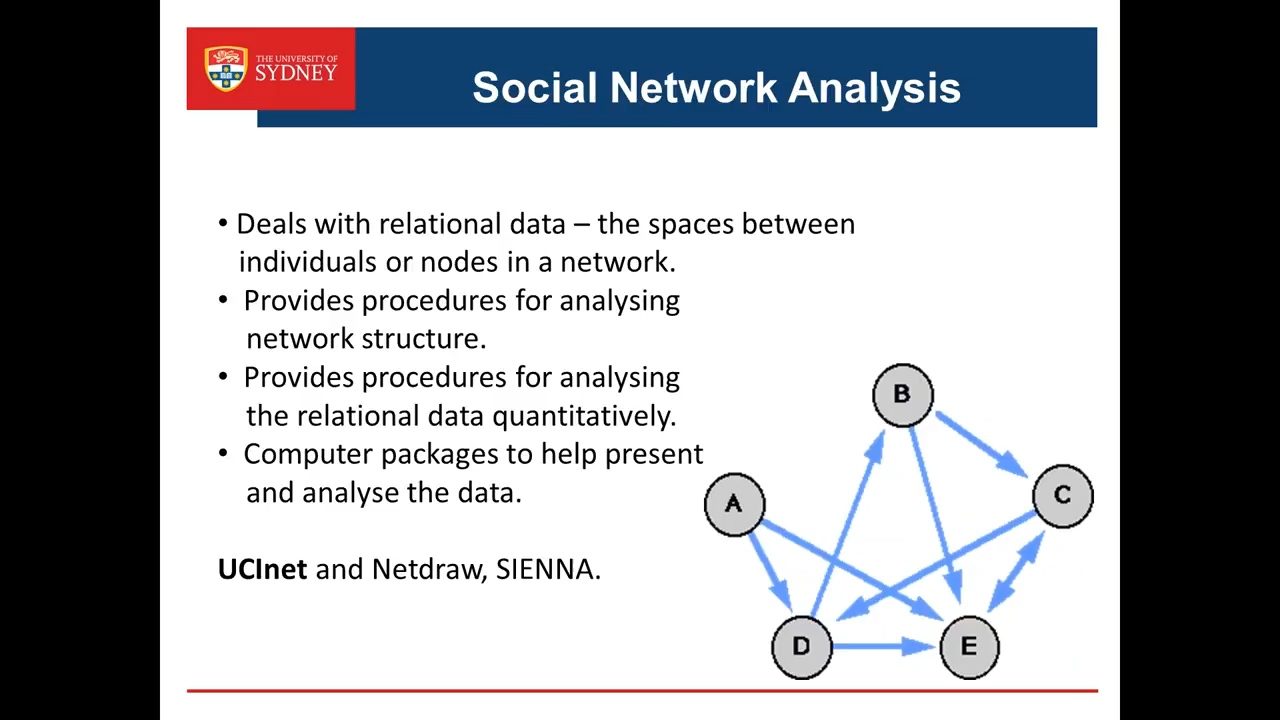 THE UNIVERSITY OF
SYDNEY
Social Network Analysis
• Deals with relational data – the spaces between
individuals or nodes in a network.
• Provides procedures for analysing
network structure.
• Provides procedures for analysing
the relational data quantitatively.
• Computer packages to help present
and analyse the data.
UCInet and Netdraw, SIENNA.
B
A
C
D
E